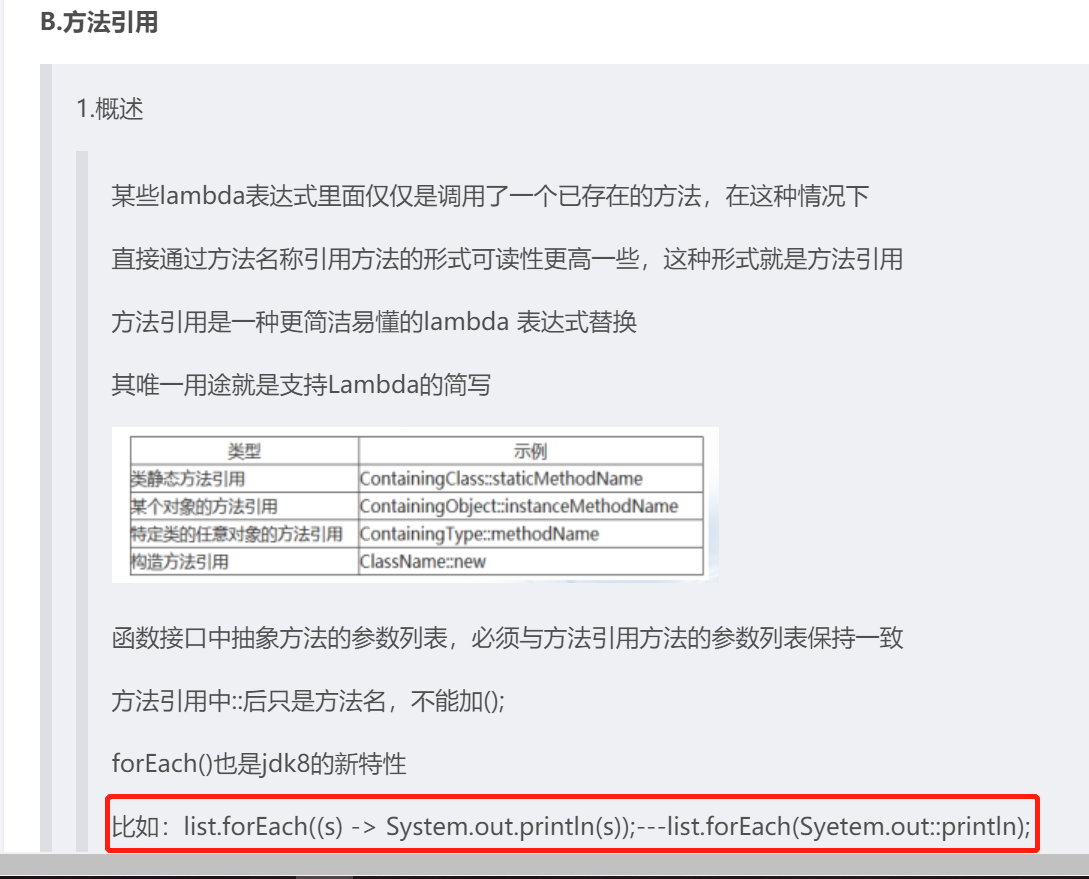 B.方法引用
1.概述
某些lambda表达式里面仅仅是调用了一个已存在的方法，在这种情况下
直接通过方法名称引用方法的形式可读性更高一些，这种形式就是方法引用
方法引用是一种更简洁易懂的lambda 表达式替换
其唯一用途就是支持Lambda的简写
类型 示例
类静态方法引用 ContainingClass::staticMethodName
某个对象的方法引用 ContainingObject::instanceMethodName
特定类的任意对象的方法引用 ContainingType::methodName
构造方法引用 ClassName::new
函数接口中抽象方法的参数列表，必须与方法引用方法的参数列表保持一致
方法引用中::后只是方法名，不能加();
forEach()也是jdk8的新特性
比如：list.forEach((s) -> System.out.println(s));---list.forEach(Syetem.out::println);